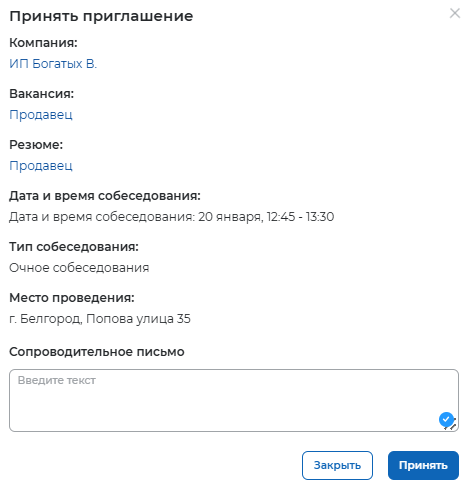 Принять приглашение
Компания:
ИП Богатых В.
Вакансия:
Продавец
Резюме:
Продавец
Дата и время собеседования:
Дата и время собеседования: 20 января, 12:45 - 13:30
Тип собеседования:
Очное собеседования
Место проведения:
г. Белгород, Попова улица 35
Сопроводительное письмо
Введите текст
Закрыть
Принять